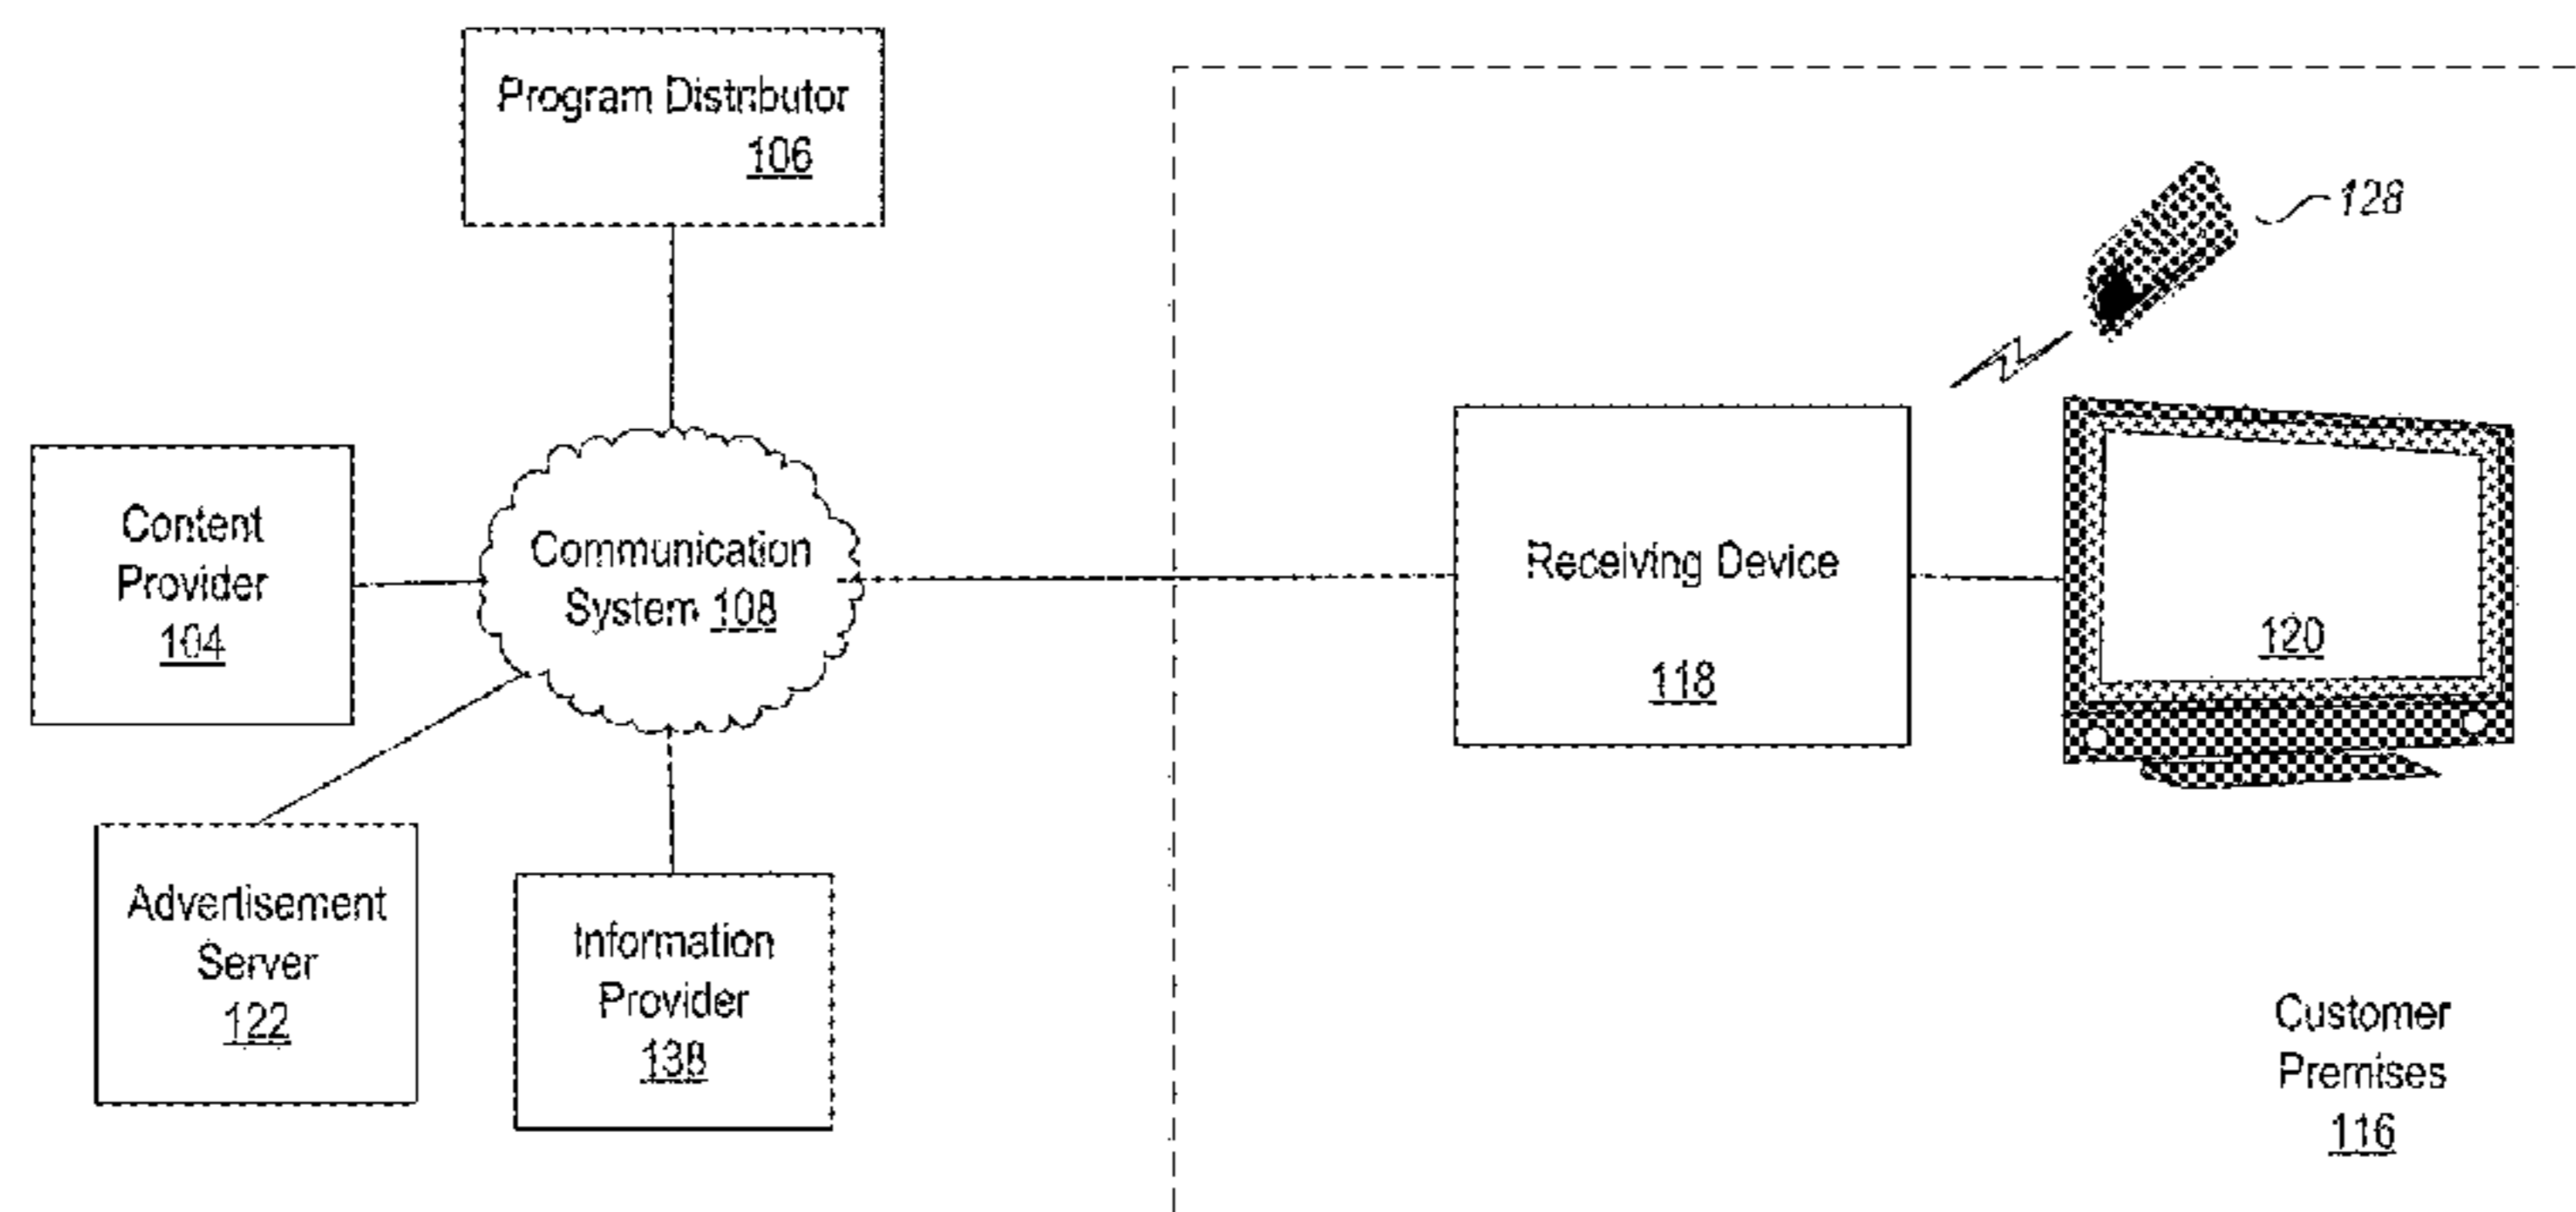 Program Distributor
106
128
Content
Provider
104
Communication
System 108
Receiving Device
118
120
Advertisement
Server
122
Information
Provider
138
Customer
Premises
116